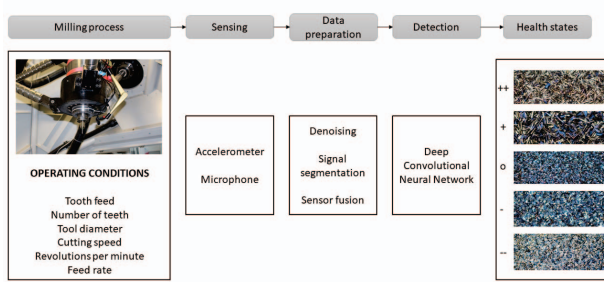 Milling process
Sensing
Data
preparation
Detection
Health states
OPERATING CONDITIONS
Tooth feed
Number of teeth
Tool diameter
Cutting speed
Revolutions per minute
Feed rate
Accelerometer
Microphone
Denoising
Signal
segmentation
Sensor fusion
Deep
Convolutional
Neural Network
++
+
o
-
--